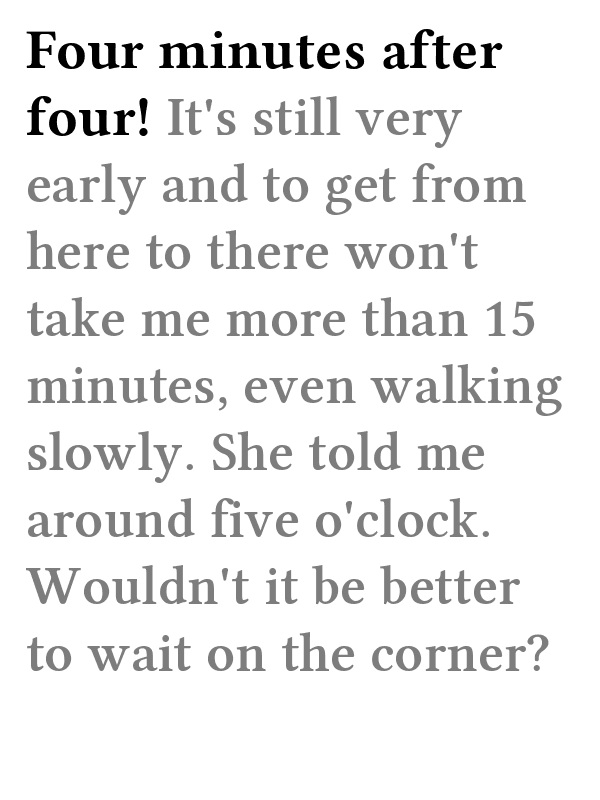 Four minutes after
four! It's still very
early and to get from
here to there won't
take me more than 15
minutes, even walking
slowly. She told me
around five o'clock.
Wouldn't it be better
to wait on the corner?